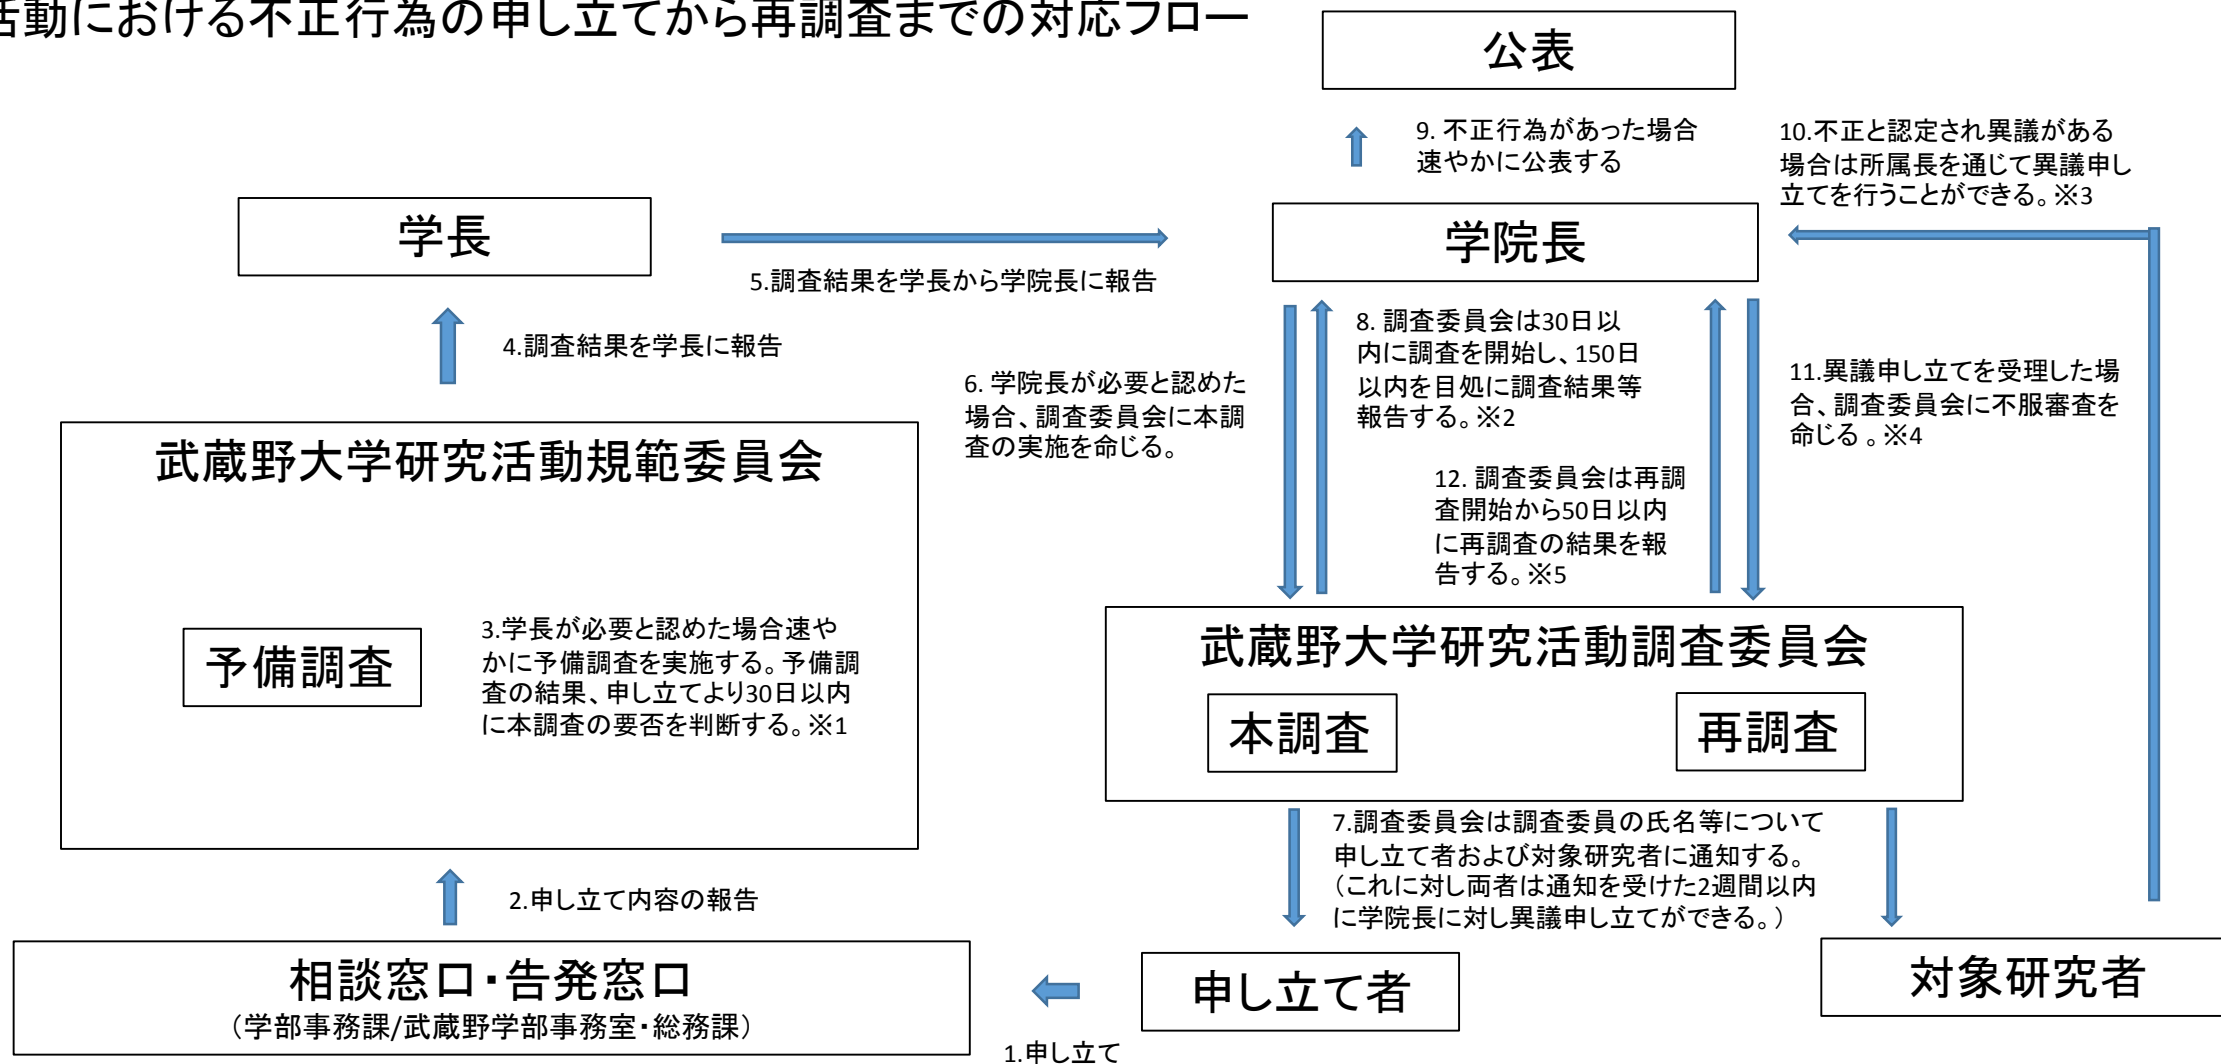 活動における不正行為の申し立てから再調査までの対応フロー
公表
9. 不正行為があった場合
速やかに公表する
10.不正と認定され異議がある
場合は所属長を通じて異議申し
立てを行うことができる。※3
学長
学院長
5.調査結果を学長から学院長に報告
4.調査結果を学長に報告
6. 学院長が必要と認めた
場合、調査委員会に本調
査の実施を命じる。
8. 調査委員会は30日以
内に調査を開始し、150日
以内を目処に調査結果等
報告する。※2
11.異議申し立てを受理した場
合、調査委員会に不服審査を
命じる 。※4
12. 調査委員会は再調
査開始から50日以内
に再調査の結果を報
告する。※5
武蔵野大学研究活動規範委員会
予備調査
3.学長が必要と認めた場合速や
かに予備調査を実施する。予備調
査の結果、申し立てより30日以内
に本調査の要否を判断する。※1
武蔵野大学研究活動調査委員会
本調査
再調査
7.調査委員会は調査委員の氏名等について
申し立て者および対象研究者に通知する。
（これに対し両者は通知を受けた2週間以内
に学院長に対し異議申し立てができる。）
2.申し立て内容の報告
相談窓口・告発窓口
（学部事務課/武蔵野学部事務室・総務課）
申し立て者
対象研究者
1.申し立て